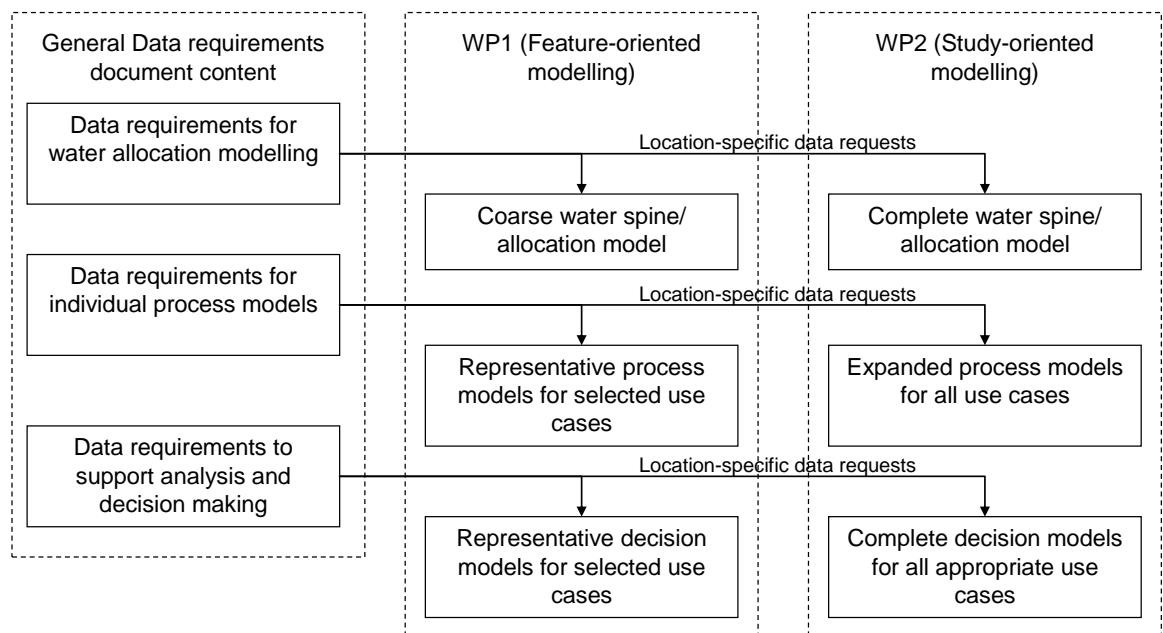 General Data requirements
document content
Data requirements for
water allocation modelling
Data requirements for
individual process models
Data requirements to
support analysis and
decision making
WP1 (Feature-oriented
modelling)
Location-specific data requests
Coarse water spine/
allocation model
Location-specific data requests
Representative process
models for selected use
cases
Location-specific data requests
Representative decision
models for selected use
cases
WP2 (Study-oriented
modelling)
Complete water spine/
allocation model
Expanded process models
for all use cases
Complete decision models
for all appropriate use
cases